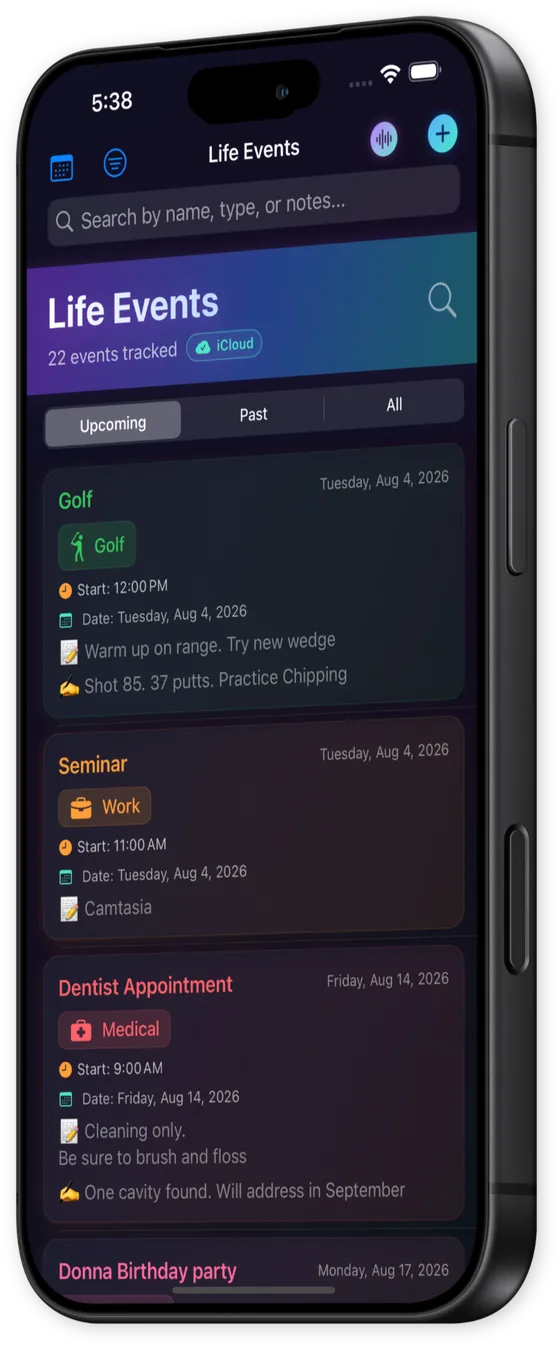 5:38
Life Events
Search by name, type, or notes...
Life Events
22 events tracked iCloud
Upcoming Past All
Golf Tuesday, Aug 4, 2026
Golf
Start: 12:00 PM
Date: Tuesday, Aug 4, 2026
Warm up on range. Try new wedge
Shot 85. 37 putts. Practice Chipping
Seminar Tuesday, Aug 4, 2026
Work
Start: 11:00 AM
Date: Tuesday, Aug 4, 2026
Camtasia
Dentist Appointment Friday, Aug 14, 2026
Medical
Start: 9:00 AM
Date: Friday, Aug 14, 2026
Cleaning only.
Be sure to brush and floss
One cavity found. Will address in September
Donna Birthday party Monday, Aug 17, 2026